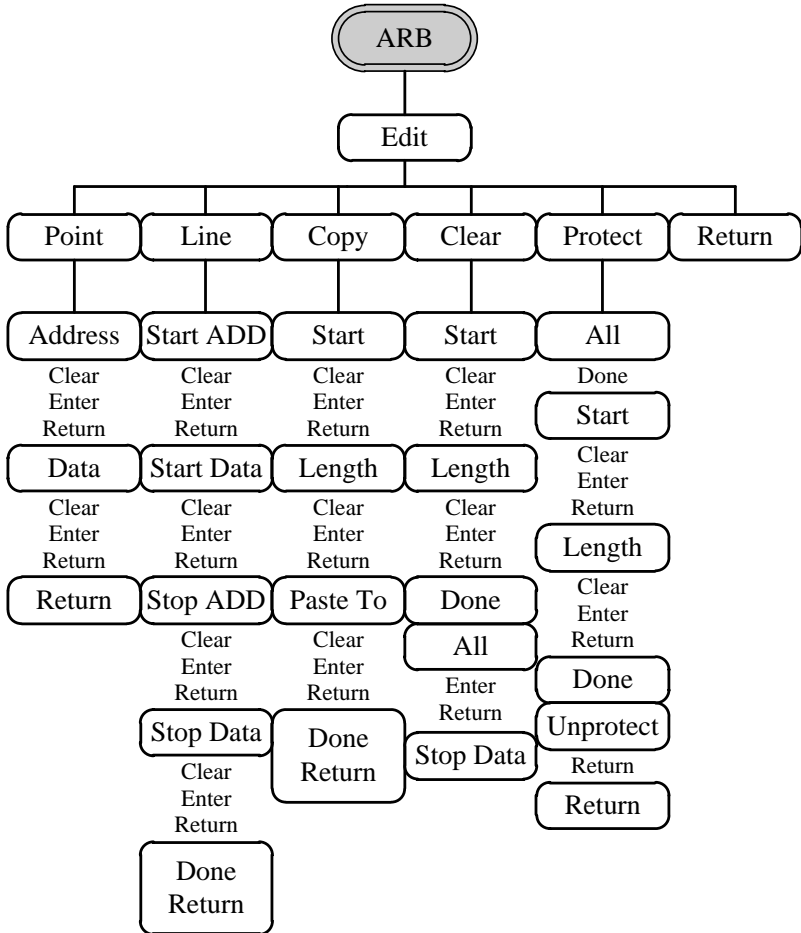 ARB
Edit
Point
Line
Copy
Clear
Protect
Return
Address
Clear
Enter
Return
Data
Clear
Enter
Return
Return
Start ADD
Clear
Enter
Return
Start Data
Clear
Enter
Return
Stop ADD
Clear
Enter
Return
Stop Data
Clear
Enter
Return
Done
Return
Start
Clear
Enter
Return
Length
Clear
Enter
Return
Paste To
Clear
Enter
Return
Done
Return
Start
Clear
Enter
Return
Length
Clear
Enter
Return
Done
All
Enter
Return
Stop Data
All
Done
Start
Clear
Enter
Return
Length
Clear
Enter
Return
Done
Unprotect
Return
Return